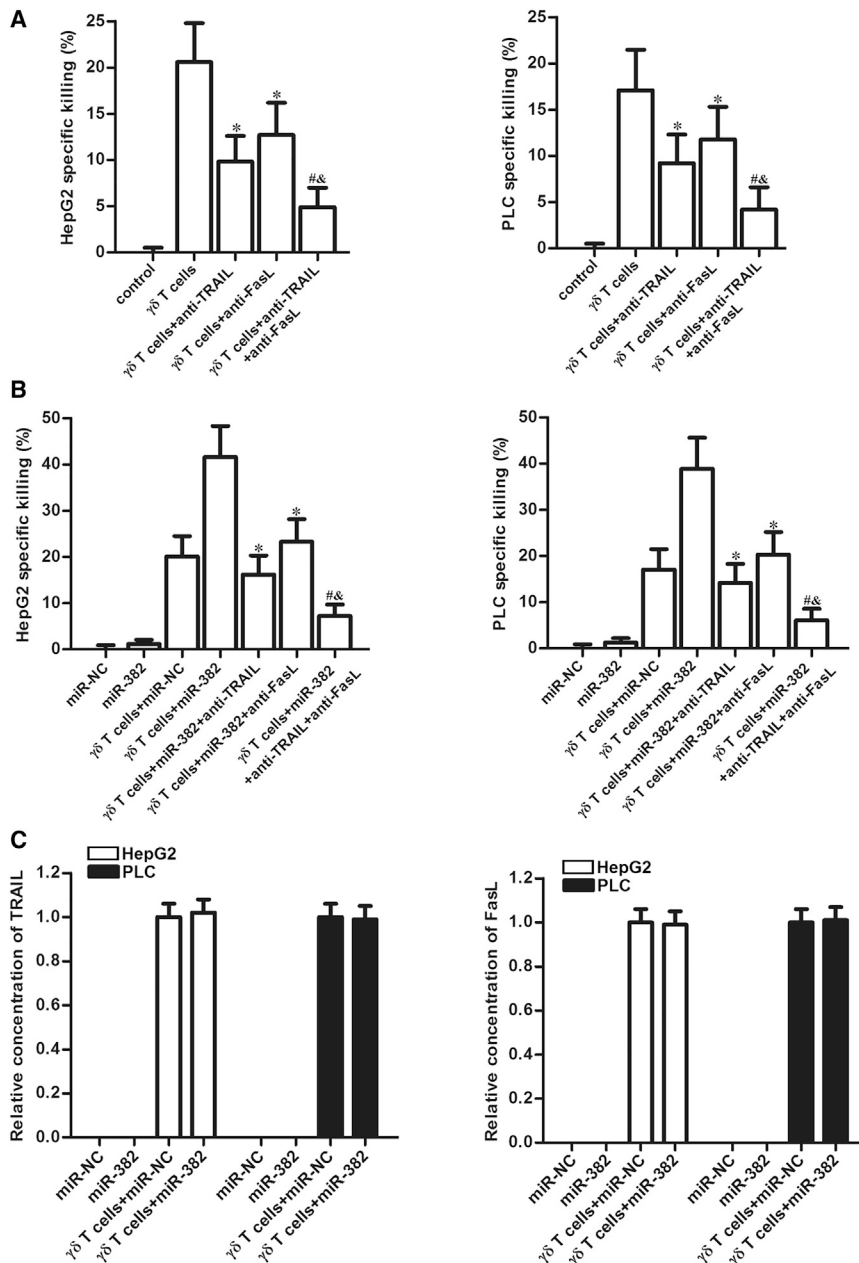 A
HepG2 specific killing (%)
25
20
15
10
5
0
*
*
#&
control
γδ T cells
γδ T cells+anti-TRAIL
γδ T cells+anti-FasL
γδ T cells+anti-TRAIL
+anti-FasL
PLC specific killing (%)
25
20
15
10
5
0
*
*
#&
control
γδ T cells
γδ T cells+anti-TRAIL
γδ T cells+anti-FasL
γδ T cells+anti-TRAIL
+anti-FasL
B
HepG2 specific killing (%)
50
40
30
20
10
0
*
*
#&
miR-NC
miR-382
γδ T cells+miR-NC
γδ T cells+miR-382
γδ T cells+miR-382+anti-TRAIL
γδ T cells+miR-382+anti-FasL
γδ T cells+miR-382
+anti-TRAIL+anti-FasL
PLC specific killing (%)
50
40
30
20
10
0
*
*
#&
miR-NC
miR-382
γδ T cells+miR-NC
γδ T cells+miR-382
γδ T cells+miR-382+anti-TRAIL
γδ T cells+miR-382+anti-FasL
γδ T cells+miR-382
+anti-TRAIL+anti-FasL
C
HepG2
PLC
Relative concentration of TRAIL
1.2
1.0
0.8
0.6
0.4
0.2
0.0
miR-NC
miR-382
γδ T cells+miR-NC
γδ T cells+miR-382
miR-NC
miR-382
γδ T cells+miR-NC
γδ T cells+miR-382
HepG2
PLC
Relative concentration of FasL
1.2
1.0
0.8
0.6
0.4
0.2
0.0
miR-NC
miR-382
γδ T cells+miR-NC
γδ T cells+miR-382
miR-NC
miR-382
γδ T cells+miR-NC
γδ T cells+miR-382